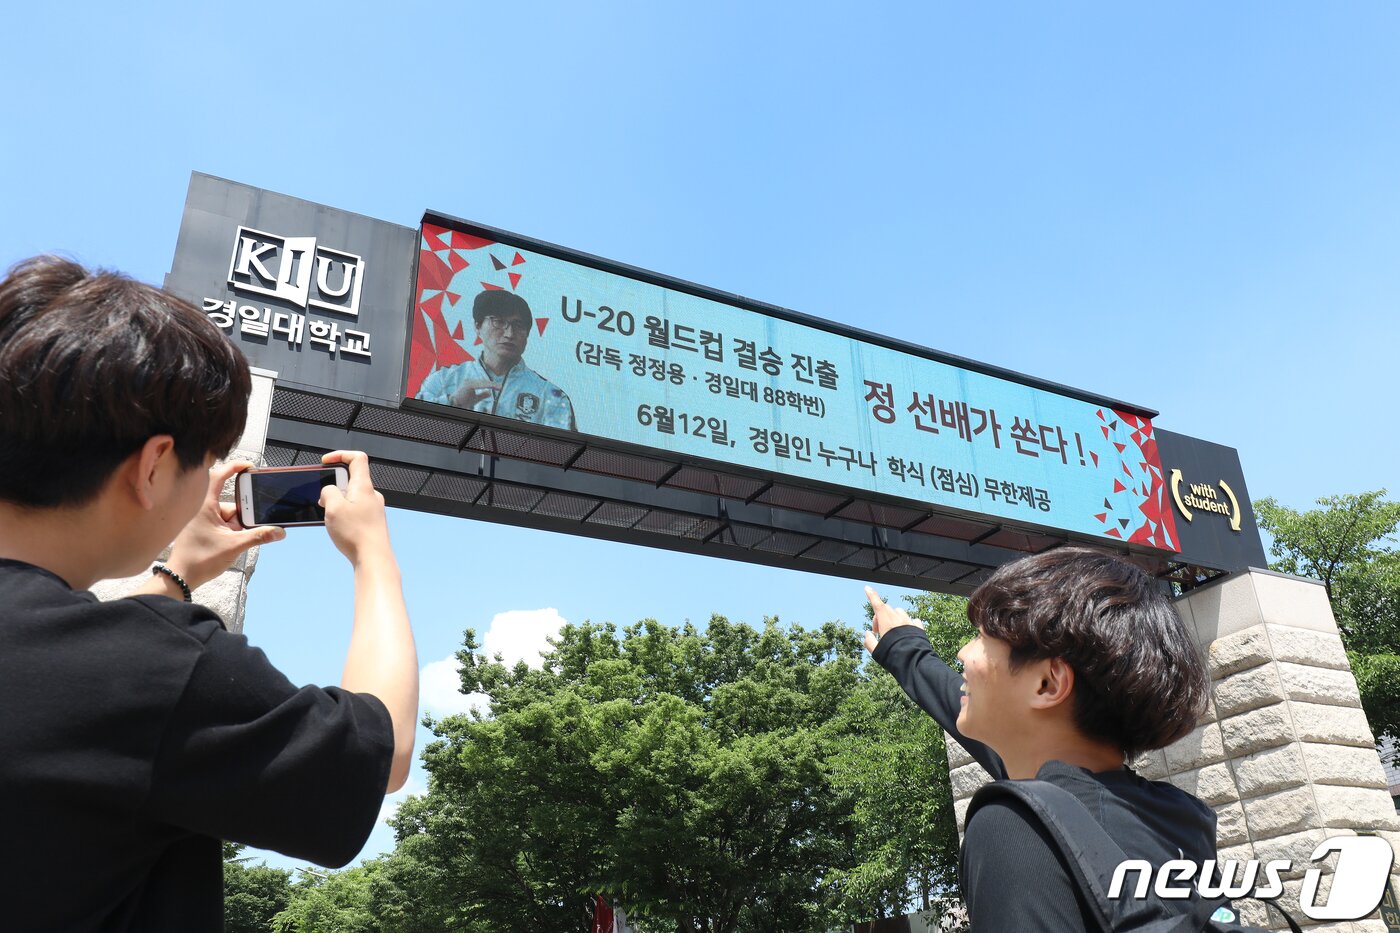 KIU
경일대학교
U-20 월드컵 결승 진출
(감독 정정용 · 경일대 88학번)
정 선배가 쏜다 !
6월12일, 경일인 누구나 학식 (점심) 무한제공
with
student
news1